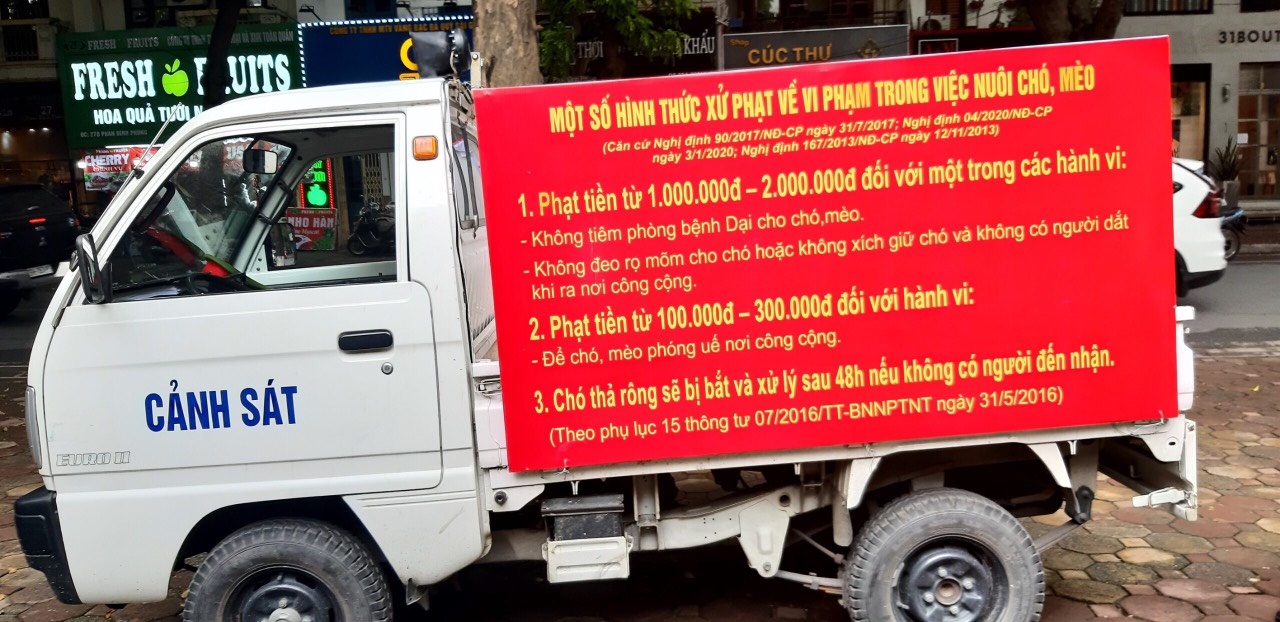 FRESH FRUITS
FRESH FRUITS
HOA QUẢ TƯƠI
CHERRY
NHO HÀN
THỜI
KHẨU
CÚC THƯ
31BOUT
CẢNH SÁT
EURO II
MỘT SỐ HÌNH THỨC XỬ PHẠT VỀ VI PHẠM TRONG VIỆC NUÔI CHÓ, MÈO
(Căn cứ Nghị định 90/2017/NĐ-CP ngày 31/7/2017; Nghị định 04/2020/NĐ-CP
ngày 3/1/2020; Nghị định 167/2013/NĐ-CP ngày 12/11/2013)
1. Phạt tiền từ 1.000.000đ – 2.000.000đ đối với một trong các hành vi:
- Không tiêm phòng bệnh Dại cho chó,mèo.
- Không đeo rọ mõm cho chó hoặc không xích giữ chó và không có người dắt
khi ra nơi công cộng.
2. Phạt tiền từ 100.000đ – 300.000đ đối với hành vi:
- Để chó, mèo phóng uế nơi công cộng.
3. Chó thả rông sẽ bị bắt và xử lý sau 48h nếu không có người đến nhận.
(Theo phụ lục 15 thông tư 07/2016/TT-BNNPTNT ngày 31/5/2016)